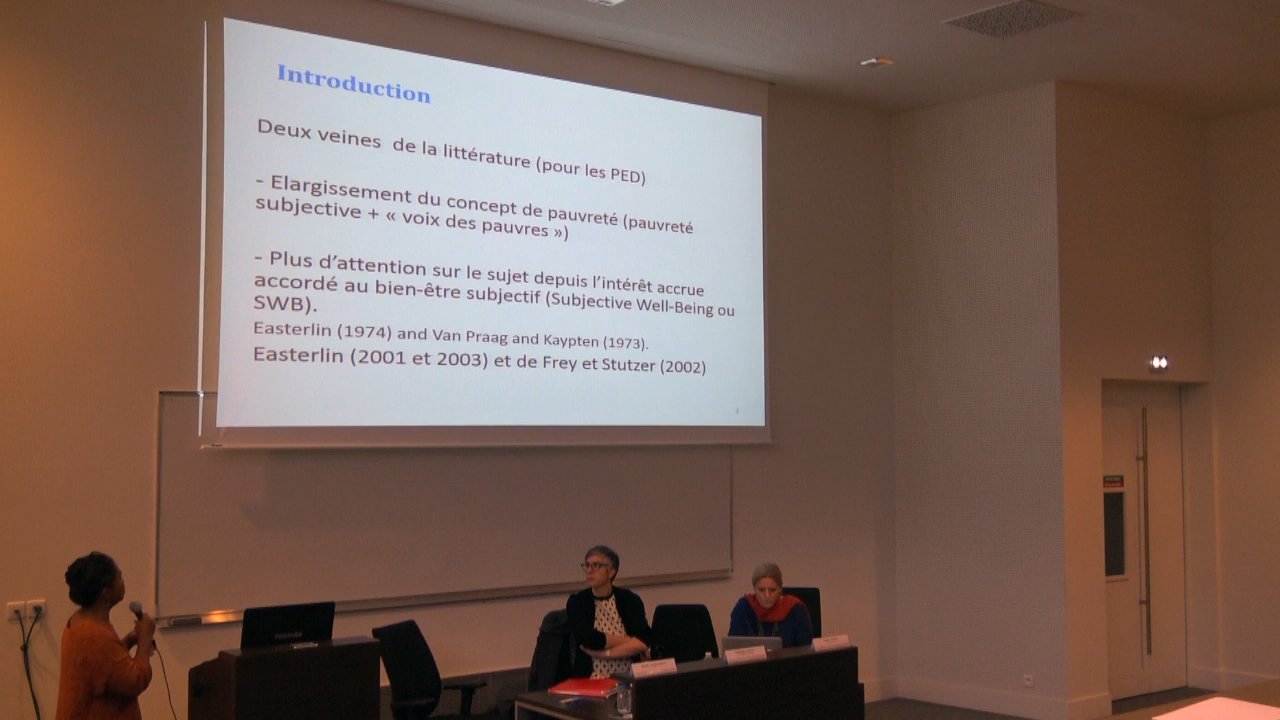 Introduction
Deux veines de la littérature (pour les PED)
- Elargissement du concept de pauvreté (pauvreté
subjective + « voix des pauvres »)
- Plus d’attention sur le sujet depuis l’intérêt accrue
accordé au bien-être subjectif (Subjective Well-Being ou
SWB).
Easterlin (1974) and Van Praag and Kaypten (1973).
Easterlin (2001 et 2003) et de Frey et Stutzer (2002)
TOSHIBA